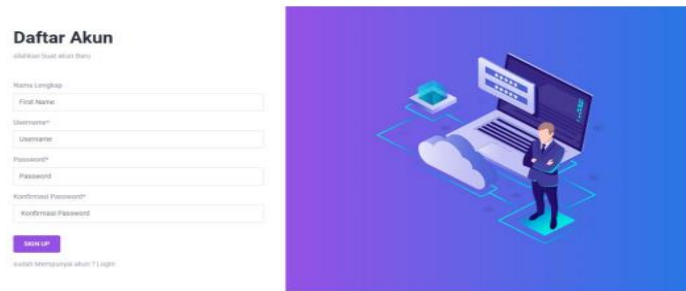 Daftar Akun
silahkan buat akun Baru
Nama Lengkap
First Name
Username*
Username
Password*
Password
Konfirmasi Password*
Konfirmasi Password
SIGN UP
sudah Mempunyai akun ? Login